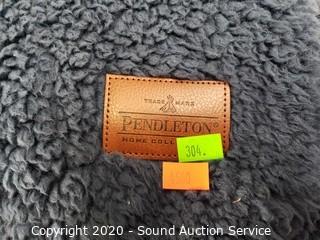 TRADE MARK
PENDLETON®
HOME COLL
304.
Copyright © 2020 - Sound Auction Service